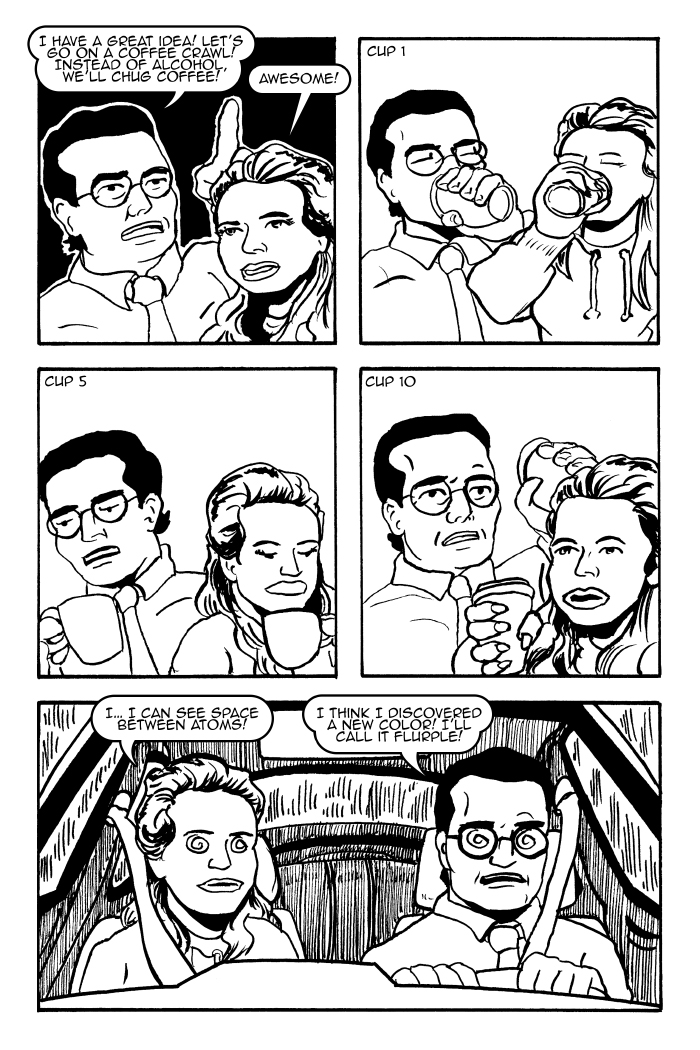 I HAVE A GREAT IDEA! LET'S
GO ON A COFFEE CRAWL!
INSTEAD OF ALCOHOL,
WE'LL CHUG COFFEE!
AWESOME!
CUP 1
CUP 5
CUP 10
I... I CAN SEE SPACE
BETWEEN ATOMS!
I THINK I DISCOVERED
A NEW COLOR! I'LL
CALL IT FLURPLE!